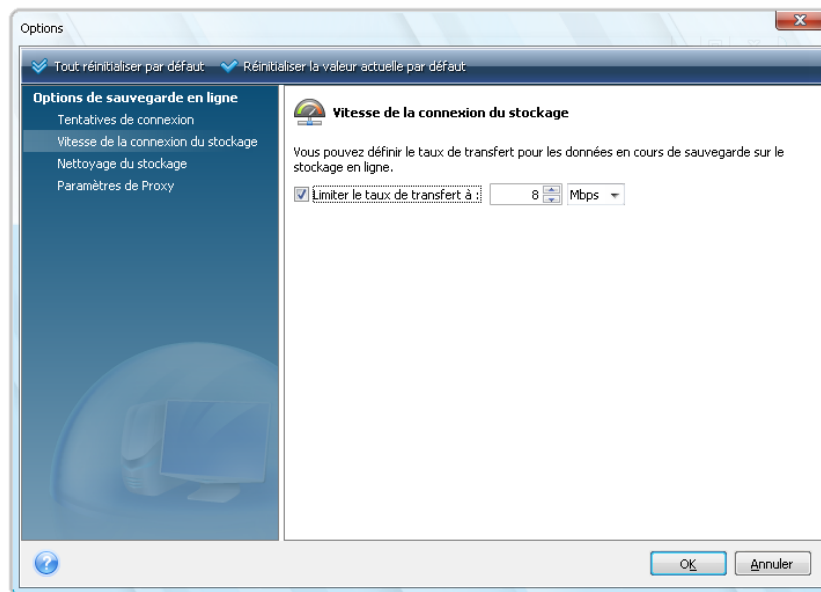 Options
Tout réinitialiser par défaut Réinitialiser la valeur actuelle par défaut
Options de sauvegarde en ligne
Tentatives de connexion
Vitesse de la connexion du stockage
Nettoyage du stockage
Paramètres de Proxy
Vitesse de la connexion du stockage
Vous pouvez définir le taux de transfert pour les données en cours de sauvegarde sur le
stockage en ligne.
Limiter le taux de transfert à : 8 Mbps
OK Annuler